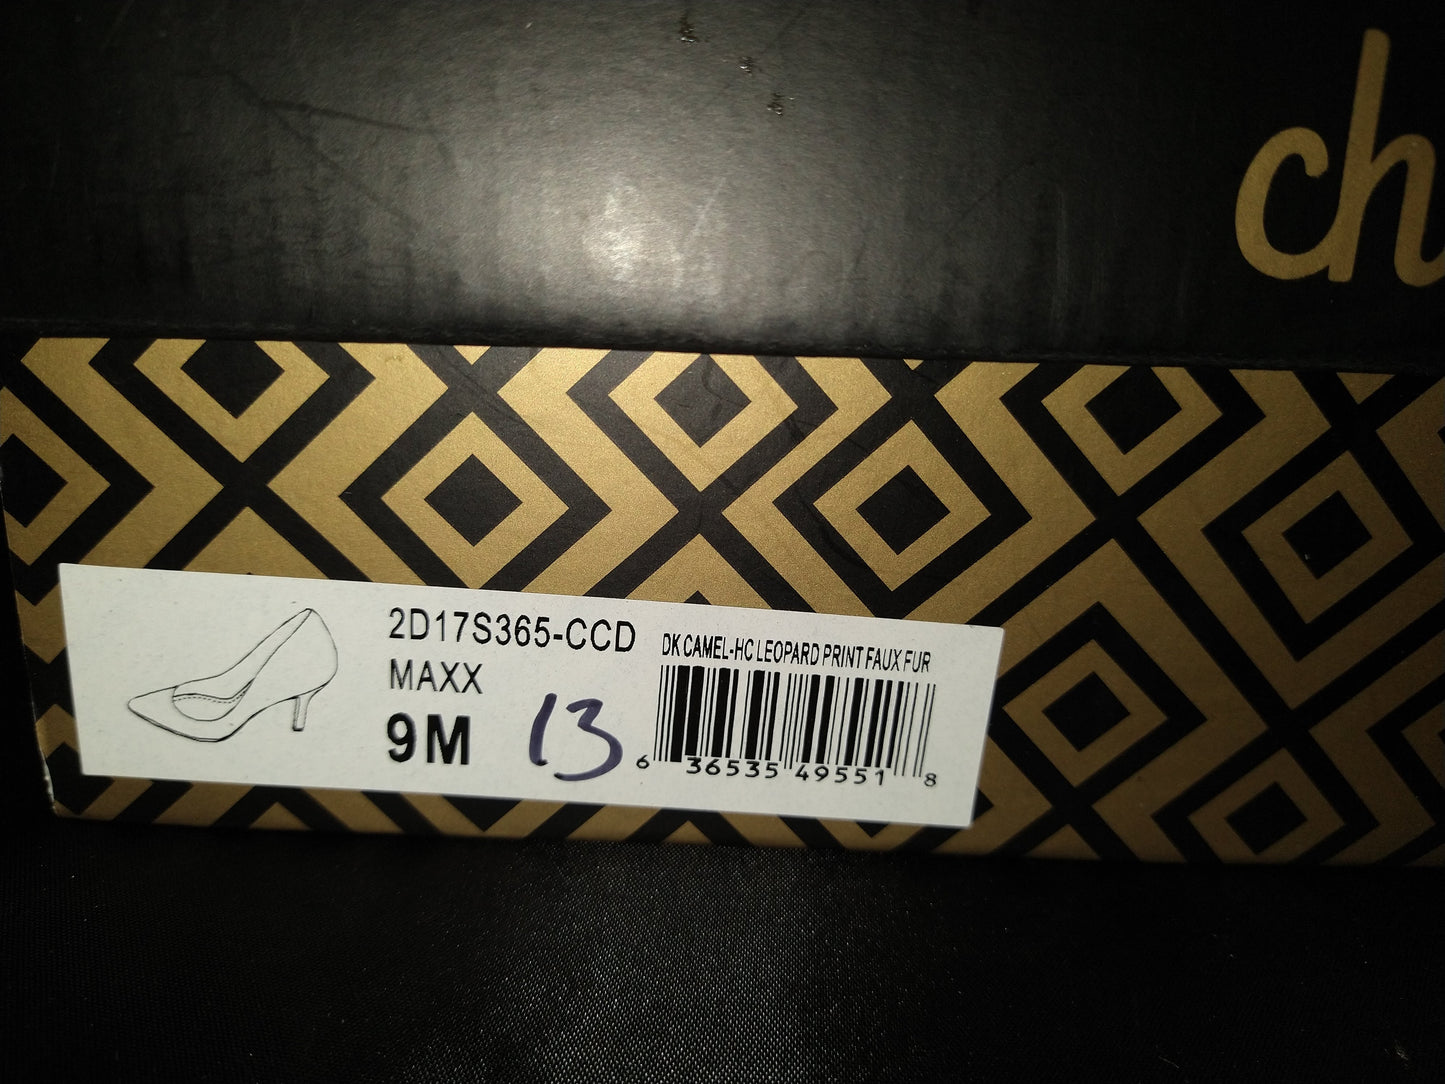 ch
2D17S365-CCD
MAXX
9M
13
DK CAMEL-HC LEOPARD PRINT FAUX FUR
6 36535 49551 8